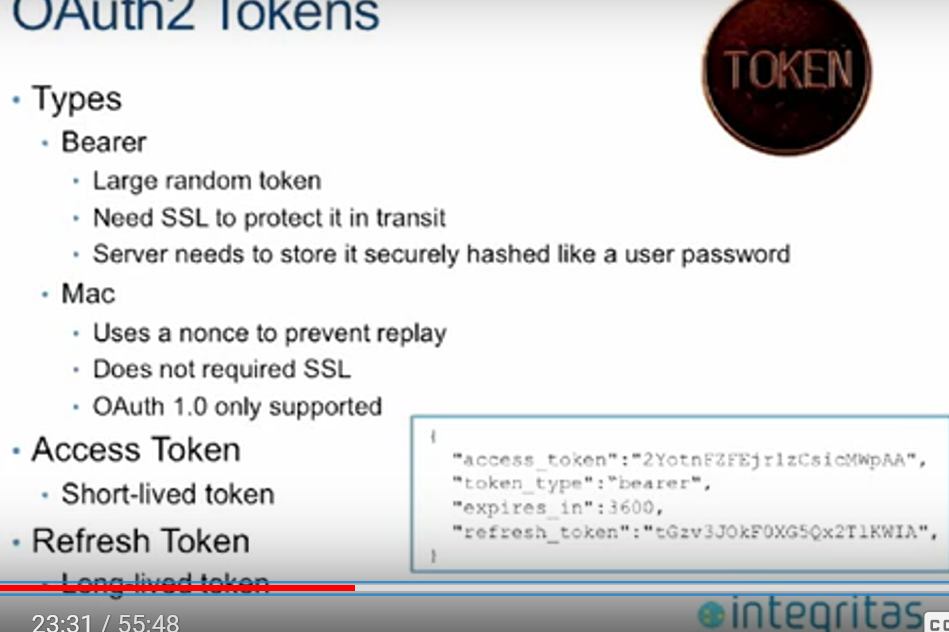 OAuth2 Tokens
TOKEN
• Types
• Bearer
• Large random token
• Need SSL to protect it in transit
• Server needs to store it securely hashed like a user password
• Mac
• Uses a nonce to prevent replay
• Does not required SSL
• OAuth 1.0 only supported
• Access Token
• Short-lived token
• Refresh Token
• Long-lived token
{
"access_token":"2YotnFZFEjr1zCsicMWpAA",
"token_type":"bearer",
"expires_in":3600,
"refresh_token":"tGzv3JOkF0XG5Qx2TlKWIA",
}
23:31 / 55:48
integritas